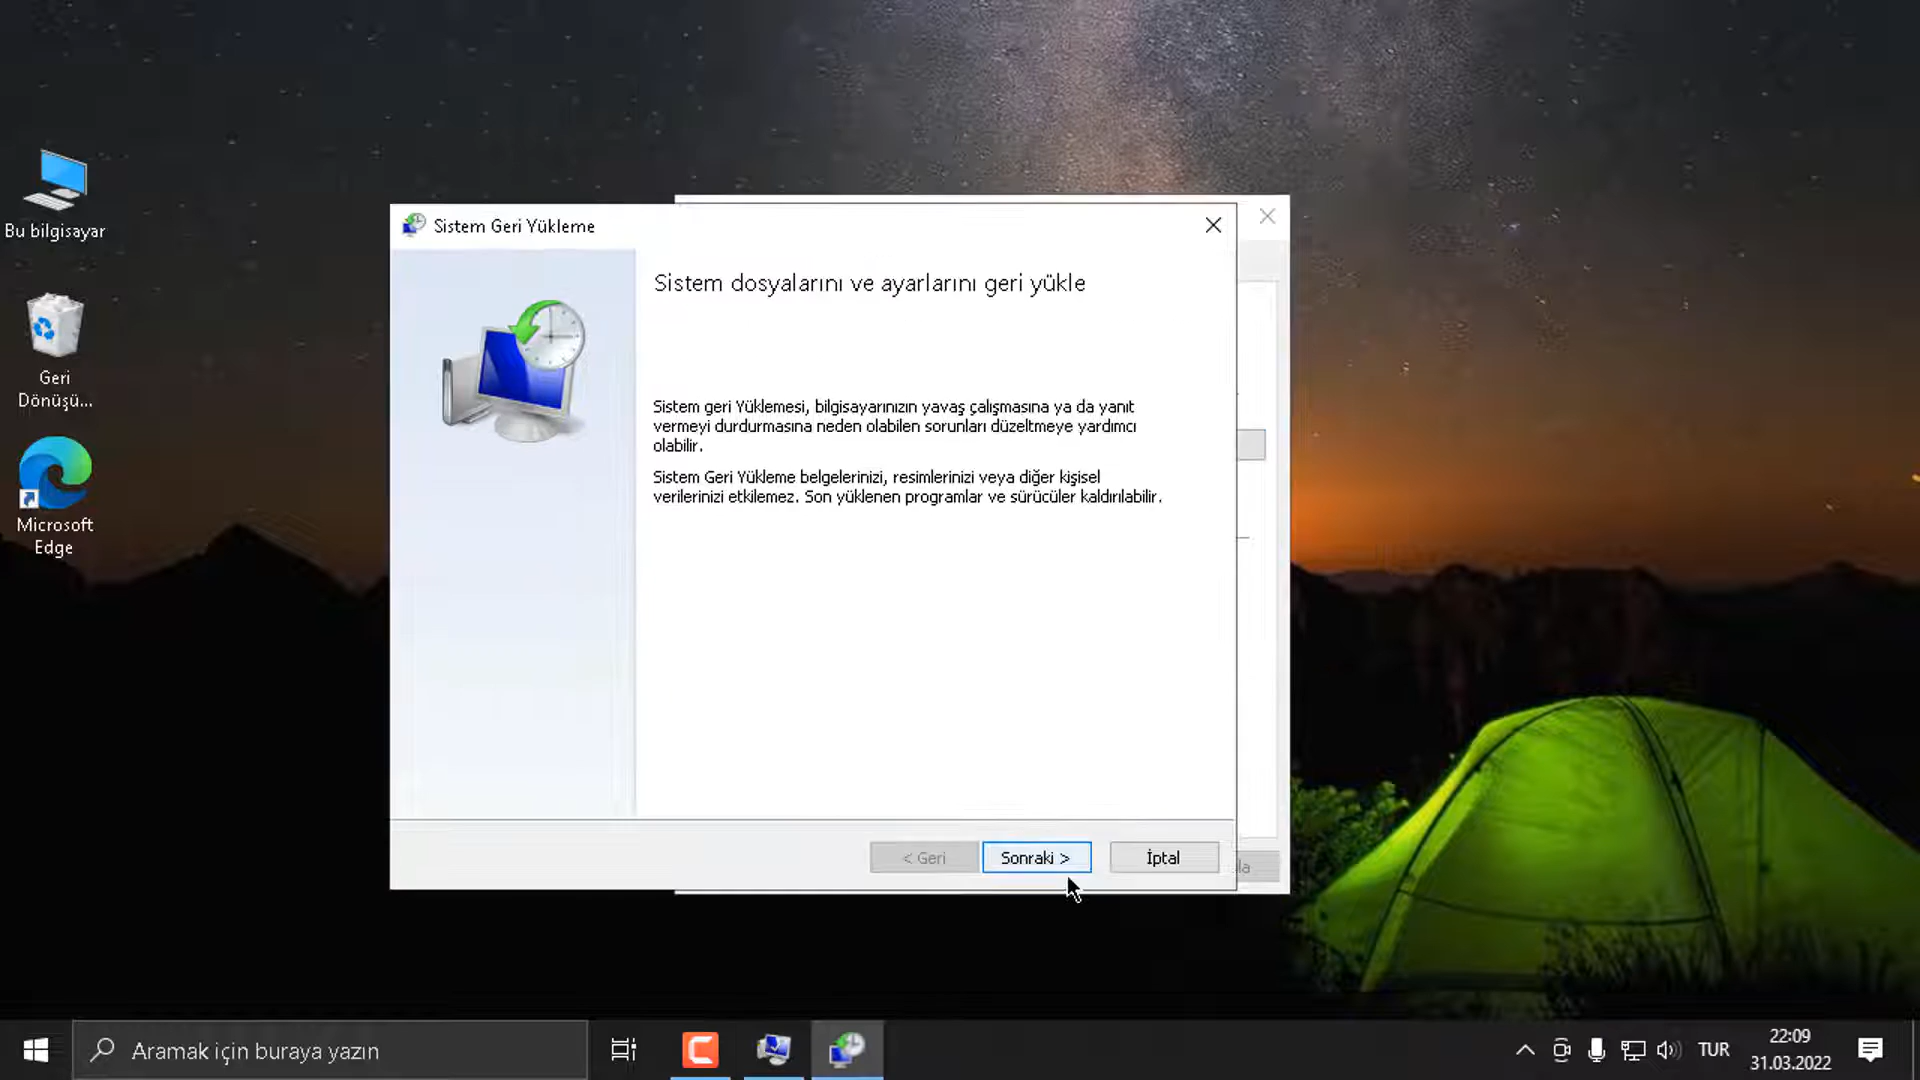 Bu bilgisayar
Geri
Dönüşü...
Microsoft
Edge
Sistem Geri Yükleme
Sistem dosyalarını ve ayarlarını geri yükle
Sistem geri Yüklemesi, bilgisayarınızın yavaş çalışmasına ya da yanıt
vermeyi durdurmasına neden olabilen sorunları düzeltmeye yardımcı
olabilir.
Sistem Geri Yükleme belgelerinizi, resimlerinizi veya diğer kişisel
verilerinizi etkilemez. Son yüklenen programlar ve sürücüler kaldırılabilir.
< Geri
Sonraki >
İptal
la
Aramak için buraya yazın
TUR
22:09
31.03.2022